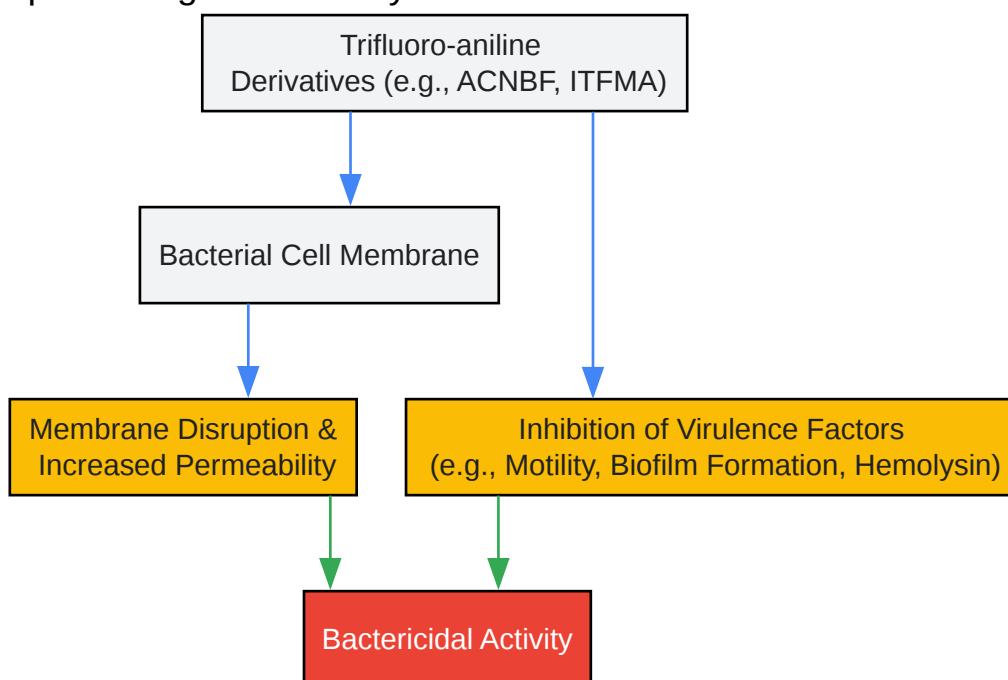 Trifluoro-aniline
Derivatives (e.g., ACNBF, ITFMA)
Bacterial Cell Membrane
Membrane Disruption &
Increased Permeability
Inhibition of Virulence Factors
(e.g., Motility, Biofilm Formation, Hemolysin)
Bactericidal Activity